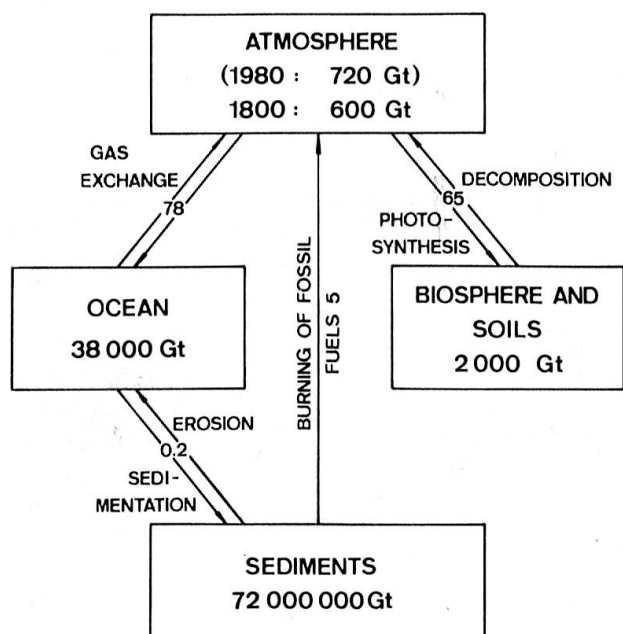 ATMOSPHERE
(1980 : 720 Gt)
1800 : 600 Gt
GAS
EXCHANGE
78
DECOMPOSITION
65
PHOTO-
SYNTHESIS
BURNING OF FOSSIL
FUELS 5
OCEAN
38 000 Gt
BIOSPHERE AND
SOILS
2 000 Gt
EROSION
0.2
SEDI-
MENTATION
SEDIMENTS
72 000 000 Gt